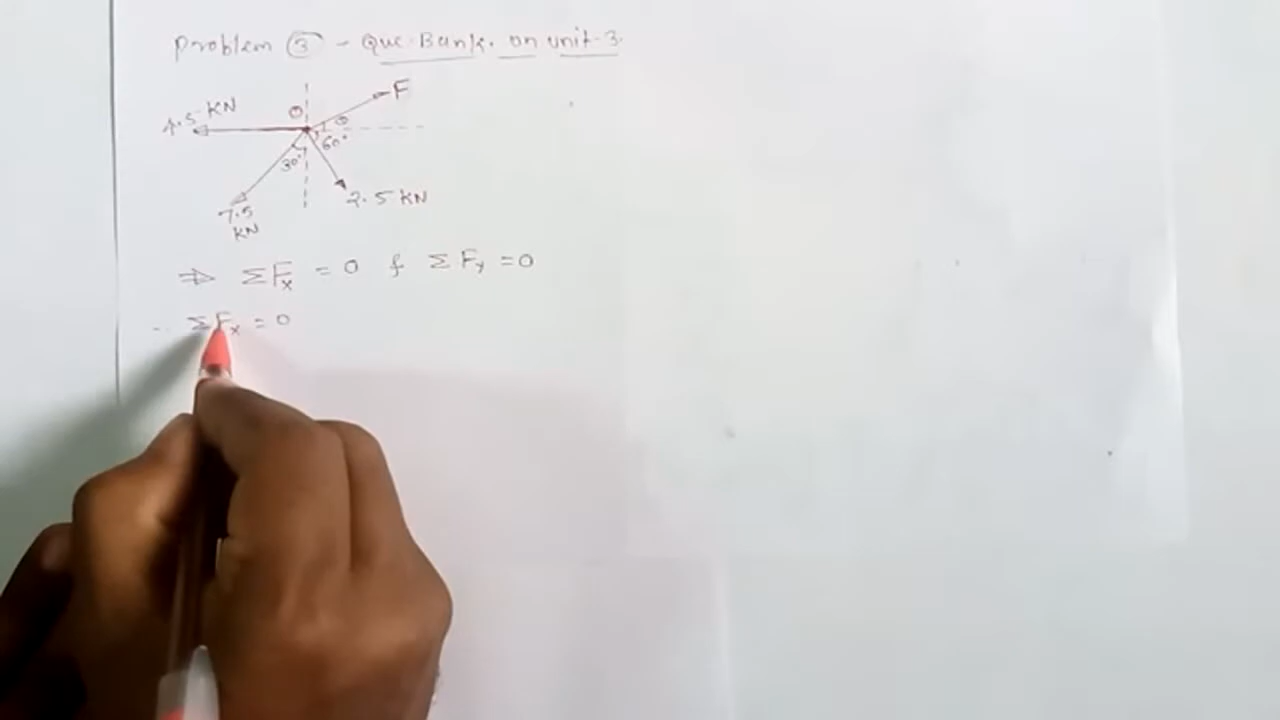 Problem ③ - Que. Bank. on unit-3.
F
4.5 KN
O
θ
60°
30°
2.5 KN
7.5
KN
⇒ ΣFx = 0 & ΣFy = 0
∴ ΣFx = 0